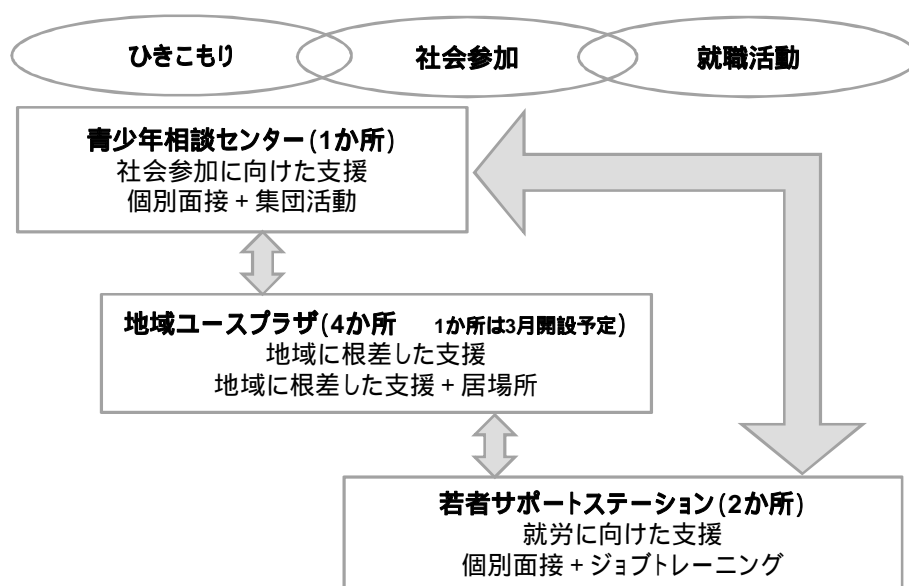 ひきこもり
社会参加
就職活動
青少年相談センター(1か所)
社会参加に向けた支援
個別面接+集団活動
地域ユースプラザ(4か所 1か所は3月開設予定)
地域に根差した支援
地域に根差した支援+居場所
若者サポートステーション(2か所)
就労に向けた支援
個別面接+ジョブトレーニング